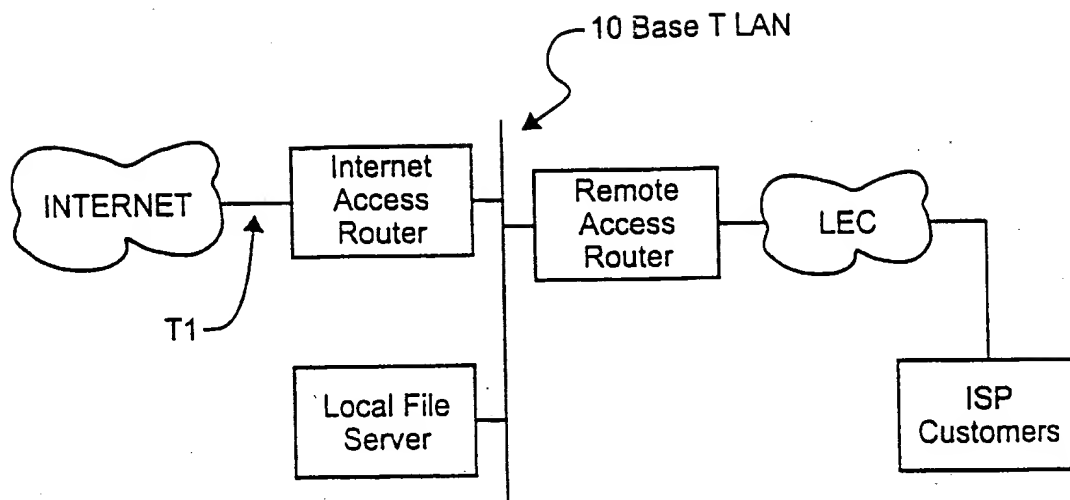 10 Base T LAN
INTERNET
Internet
Access
Router
Remote
Access
Router
LEC
T1
Local File
Server
ISP
Customers